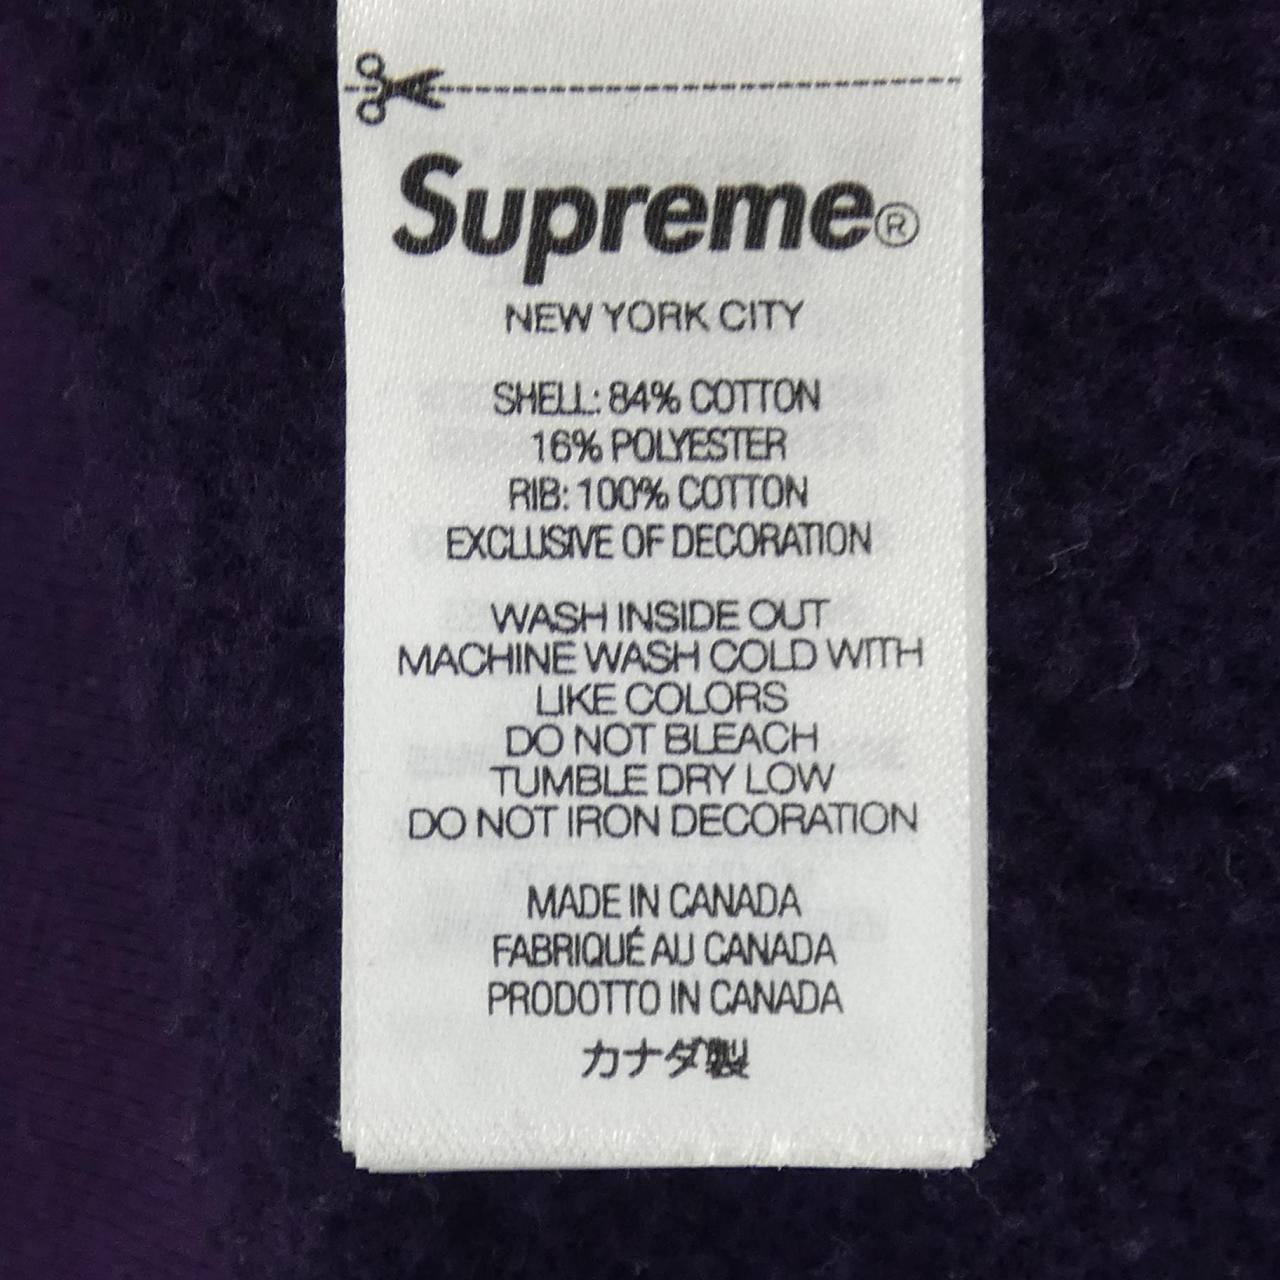 Supreme®
NEW YORK CITY
SHELL: 84% COTTON
16% POLYESTER
RIB: 100% COTTON
EXCLUSIVE OF DECORATION
WASH INSIDE OUT
MACHINE WASH COLD WITH
LIKE COLORS
DO NOT BLEACH
TUMBLE DRY LOW
DO NOT IRON DECORATION
MADE IN CANADA
FABRIQUÉ AU CANADA
PRODOTTO IN CANADA
カナダ製